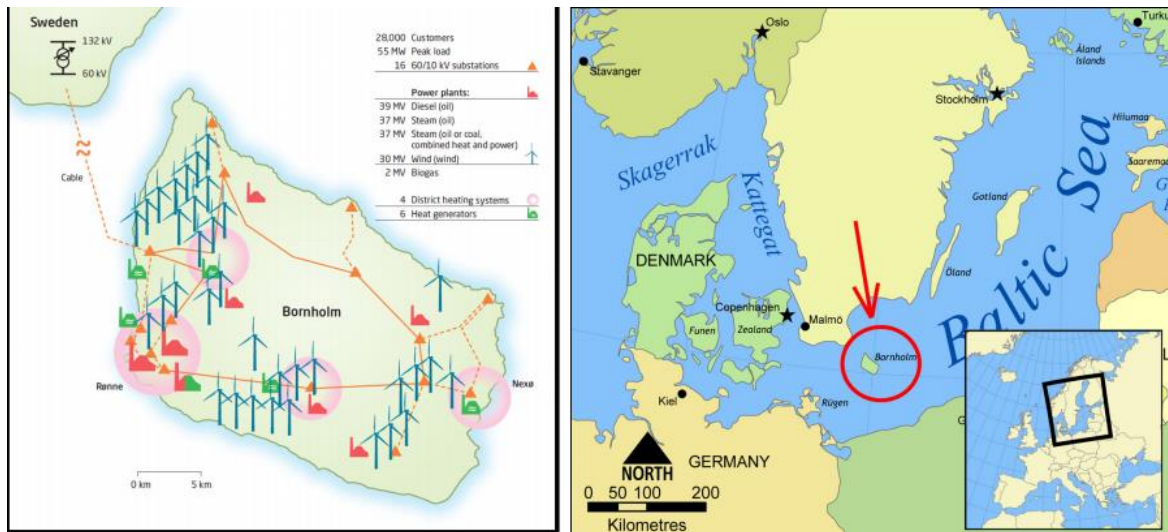 Sweden
132 kV
60 kV
Cable
28,000 Customers
55 MW Peak load
16 60/10 kV substations
Power plants:
39 MV Diesel (oil)
37 MV Steam (oil)
37 MV Steam (oil or coal,
combined heat and power)
30 MV Wind (wind)
2 MV Biogas
4 District heating systems
6 Heat generators
Bornholm
Rønne
Nexø
0 km 5 km
Oslo
Turku
Stavanger
Åland
Islands
Stockholm
Hiiumaa
Saaremaa
Skagerrak
Kattegat
Gotland
Baltic Sea
Öland
DENMARK
Copenhagen
Malmö
Funen
Zealand
Bornholm
Kiel
Rügen
NORTH
GERMANY
0 50 100 200
Kilometres